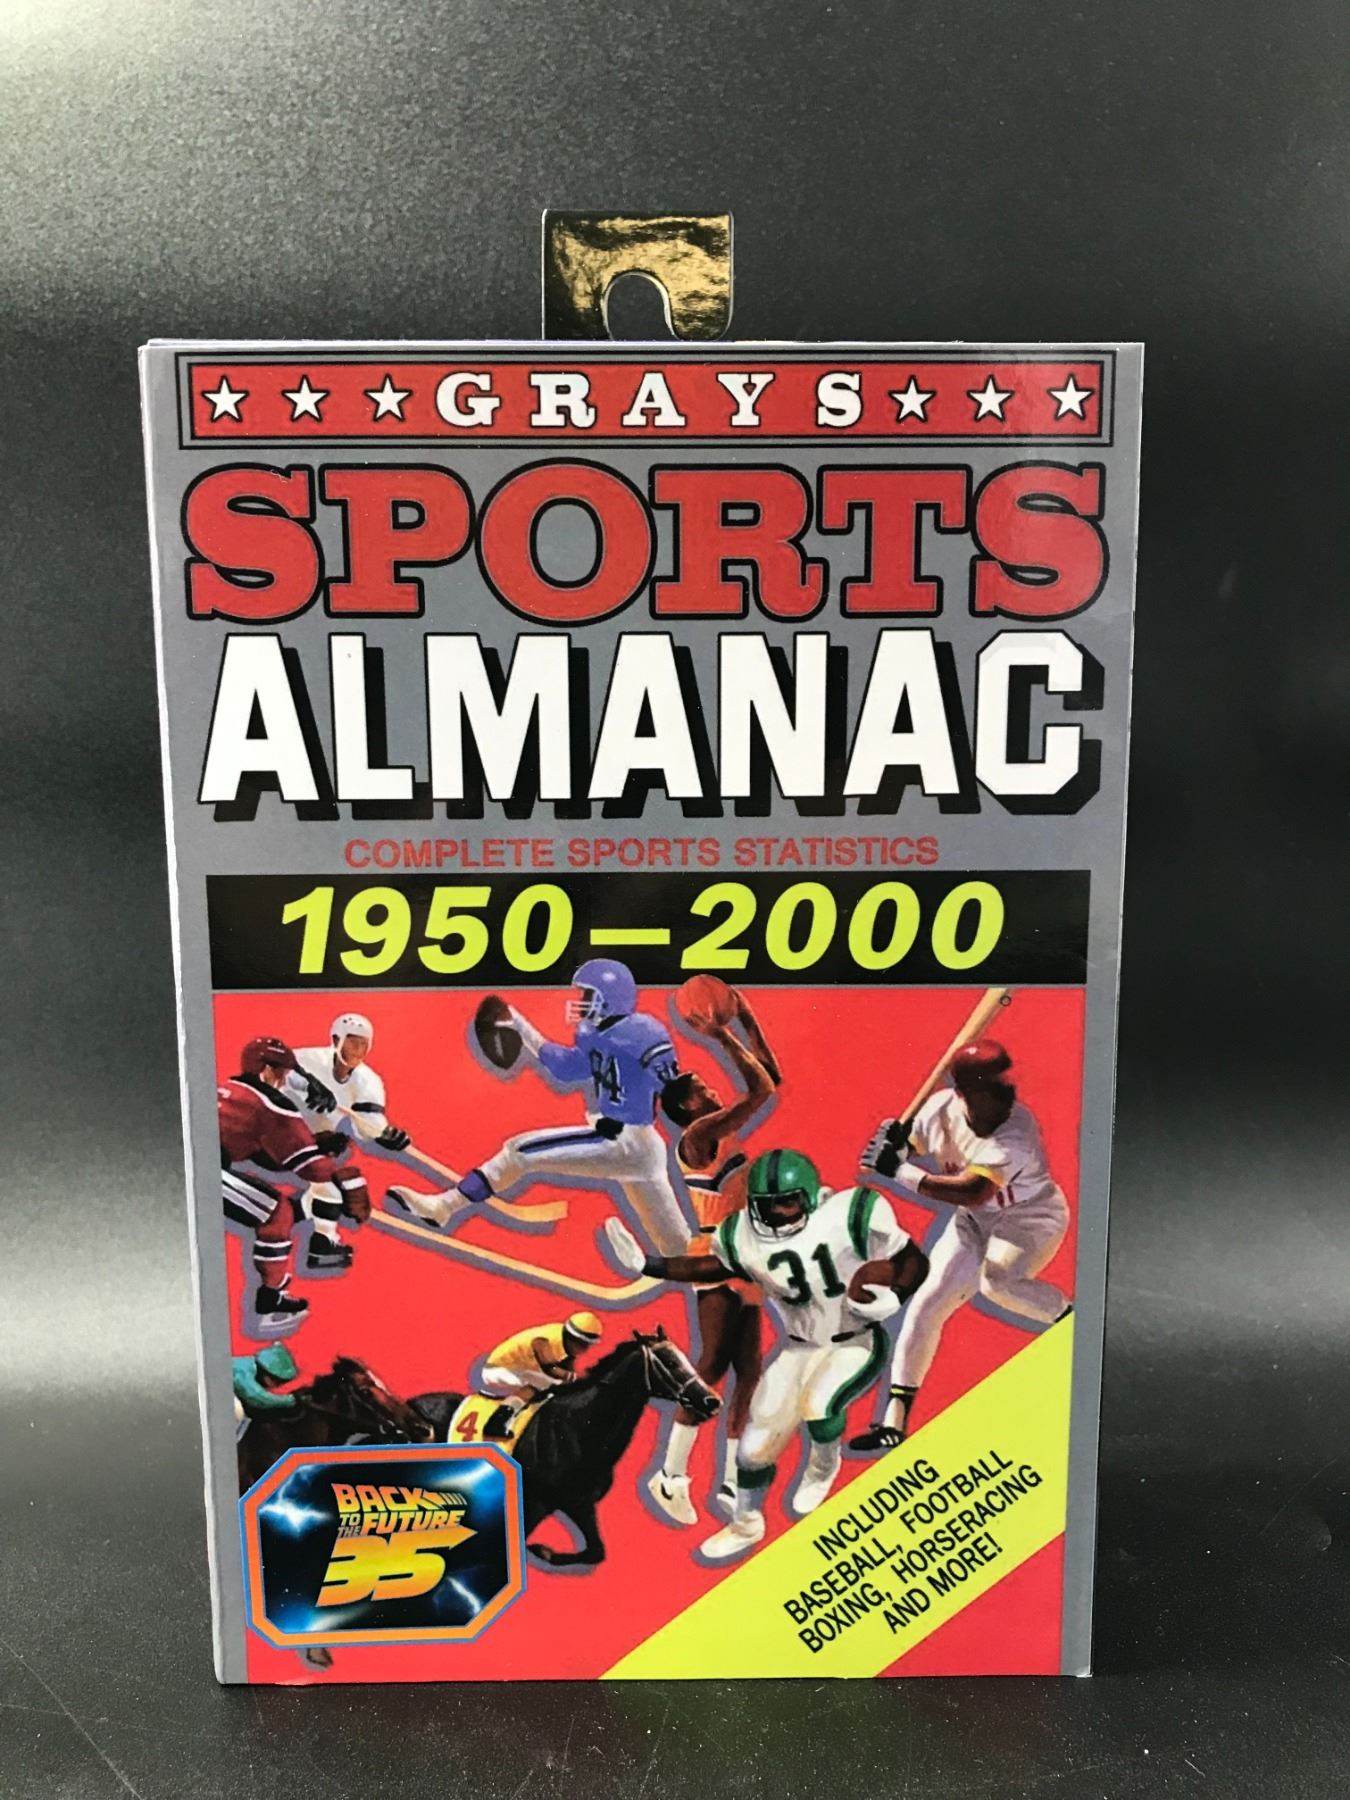 GRAYS
SPORTS
ALMANAC
COMPLETE SPORTS STATISTICS
1950–2000
84
31
11
4
BACK
TO THE FUTURE
35
INCLUDING
BASEBALL, FOOTBALL
BOXING, HORSERACING
AND MORE!